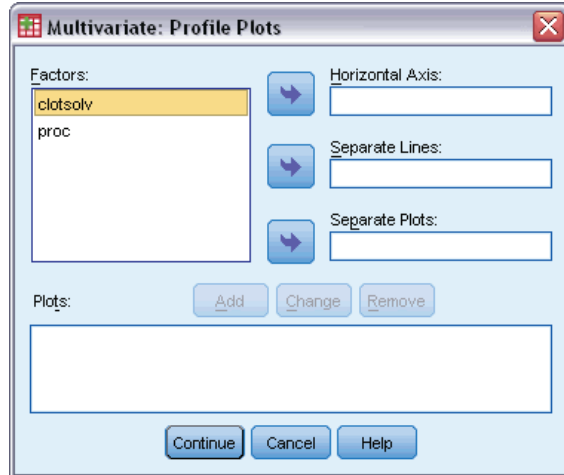 Multivariate: Profile Plots
Factors:
clotsolv
proc
Horizontal Axis:
Separate Lines:
Separate Plots:
Plots:
Add
Change
Remove
Continue
Cancel
Help